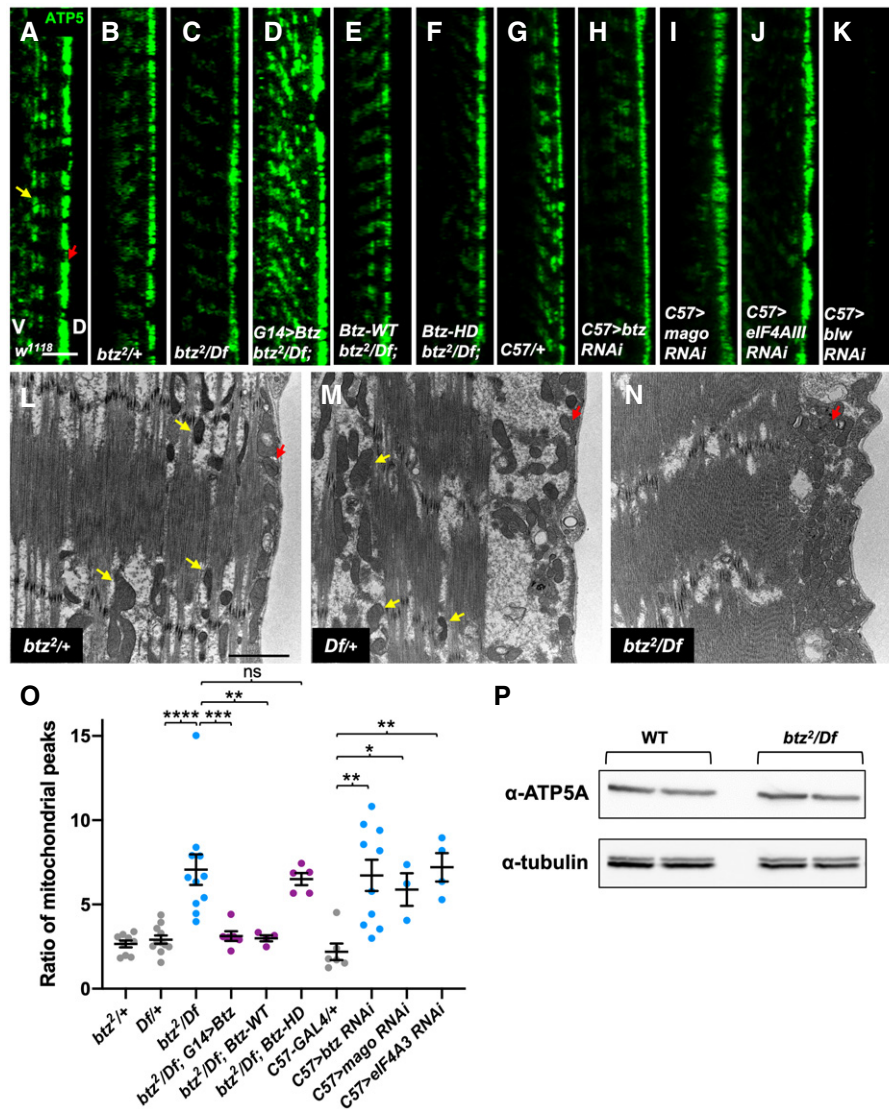 ATP5
A B C D E F G H I J K
V D
w1118
btz2/+
btz2/Df
G14>Btz
btz2/Df;
Btz-WT
btz2/Df;
Btz-HD
btz2/Df;
C57/+
C57>btz
RNAi
C57>
mago
RNAi
C57>
eIF4AIII
RNAi
C57>
blw
RNAi
L M N
btz2/+
Df/+
btz2/Df
O
ns
**
**** *** **
*
**
Ratio of mitochondrial peaks
15
10
5
0
btz2/+
Df/+
btz2/Df
btz2/Df; G14>Btz
btz2/Df; Btz-WT
btz2/Df; Btz-HD
C57-GAL4/+
C57>btz RNAi
C57>mago RNAi
C57>eIF4A3 RNAi
P
WT btz2/Df
α-ATP5A
α-tubulin